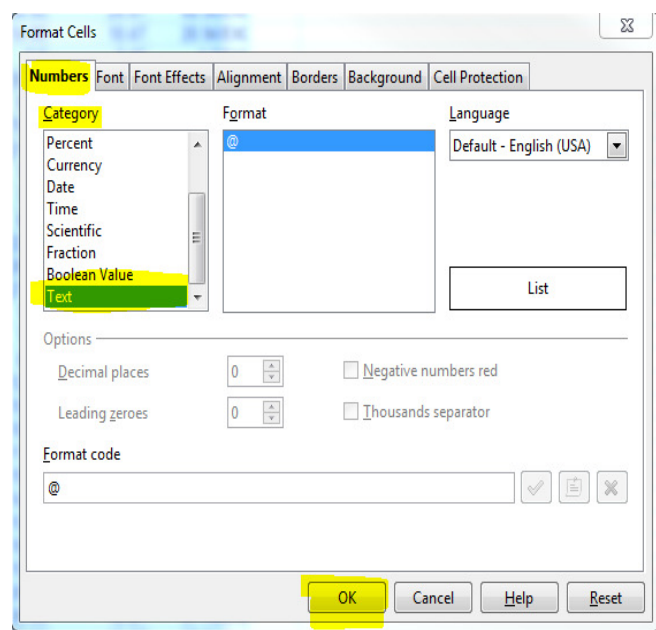 Format Cells
Numbers Font Font Effects Alignment Borders Background Cell Protection
Category Format Language
Percent @ Default - English (USA)
Currency
Date
Time
Scientific
Fraction
Boolean Value
Text List
Options
Decimal places 0 Negative numbers red
Leading zeroes 0 Thousands separator
Format code
@
OK Cancel Help Reset